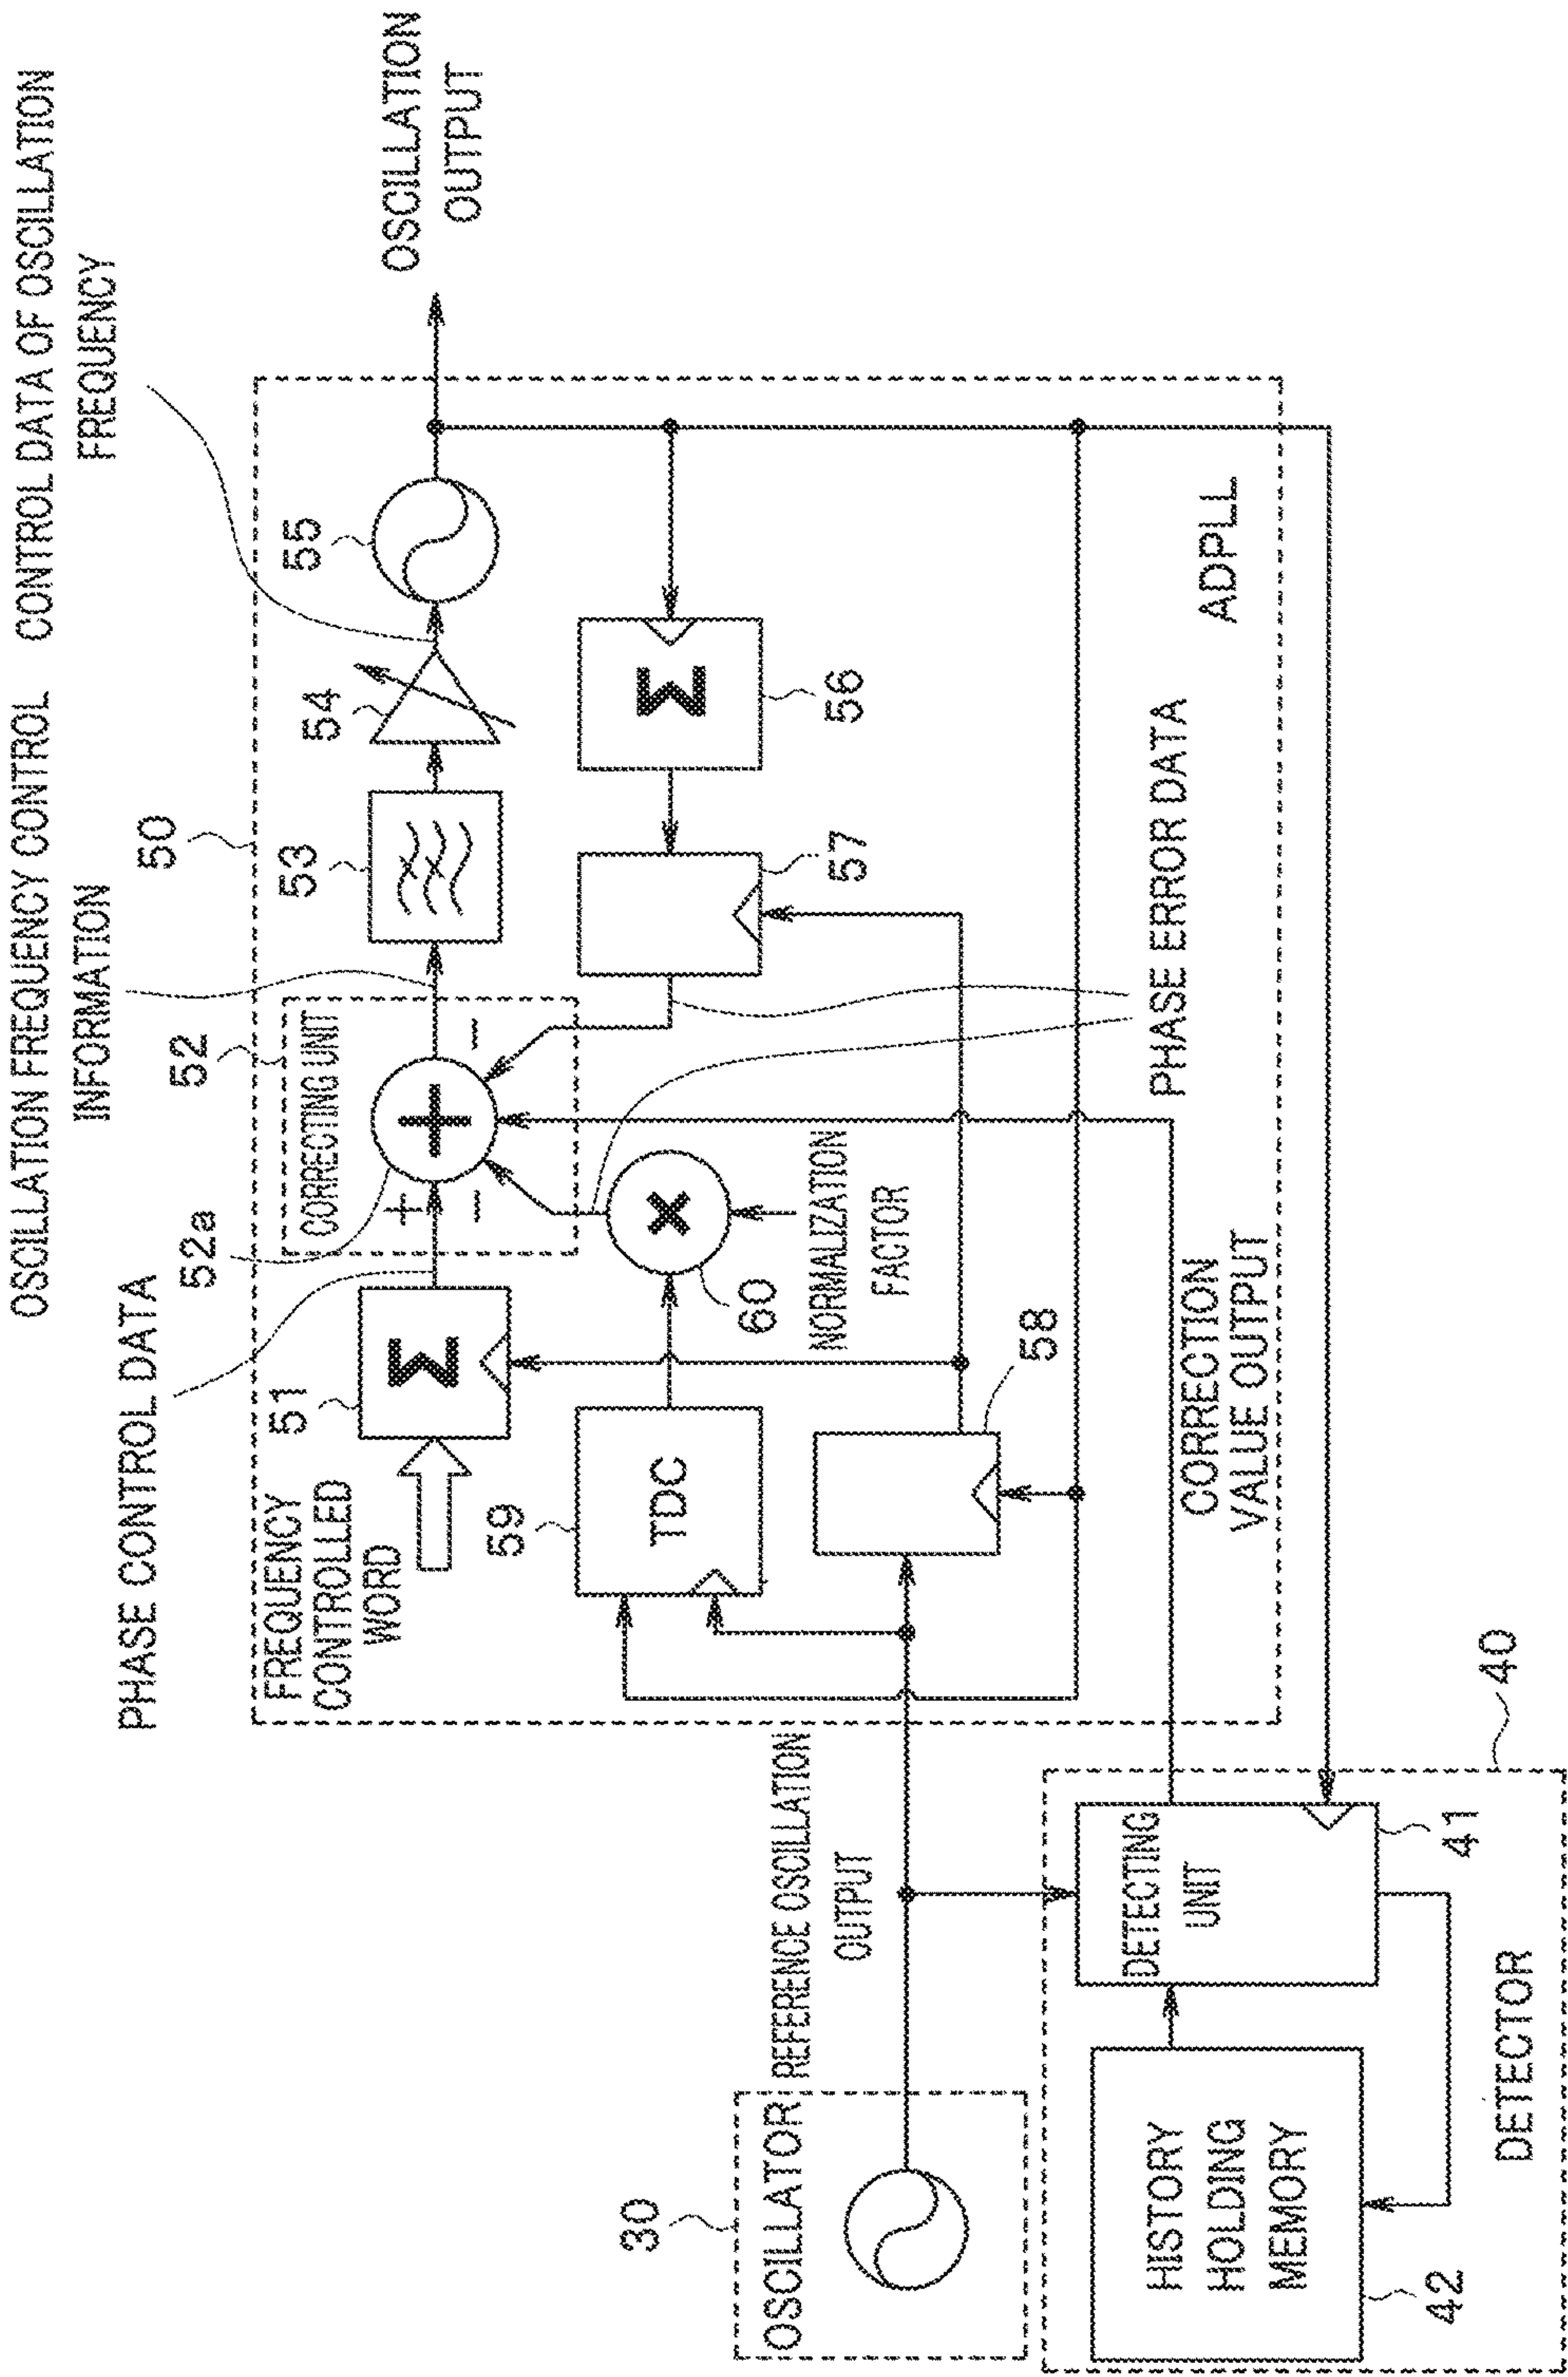 OSCILLATION FREQUENCY CONTROL
INFORMATION
CONTROL DATA OF OSCILLATION
FREQUENCY
PHASE CONTROL DATA
50
52
52a
CORRECTING UNIT
+
−
−
FREQUENCY
CONTROLLED
WORD
51
Σ
53
54
55
OSCILLATION
OUTPUT
59
TDC
60
NORMALIZATION
FACTOR
57
56
Σ
58
PHASE ERROR DATA
ADPLL
CORRECTION
VALUE OUTPUT
30
OSCILLATOR
REFERENCE OSCILLATION
OUTPUT
40
DETECTING
UNIT
41
HISTORY
HOLDING
MEMORY
42
DETECTOR